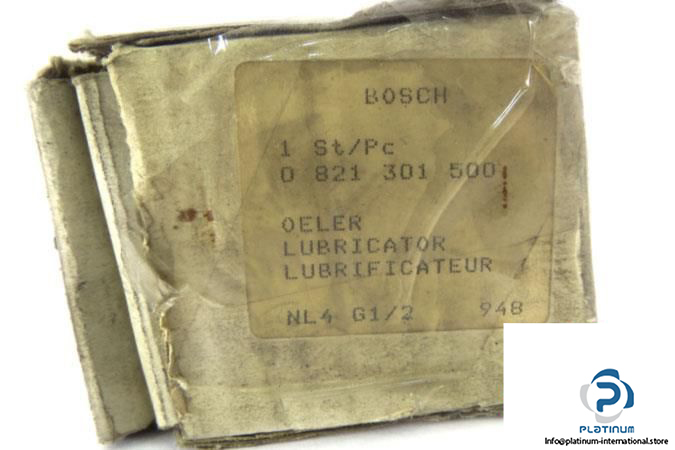 BOSCH
1 St/Pc
0 821 301 500
OELER
LUBRICATOR
LUBRIFICATEUR
NL4 G1/2 948
PLATINUM
Info@platinum-international.store